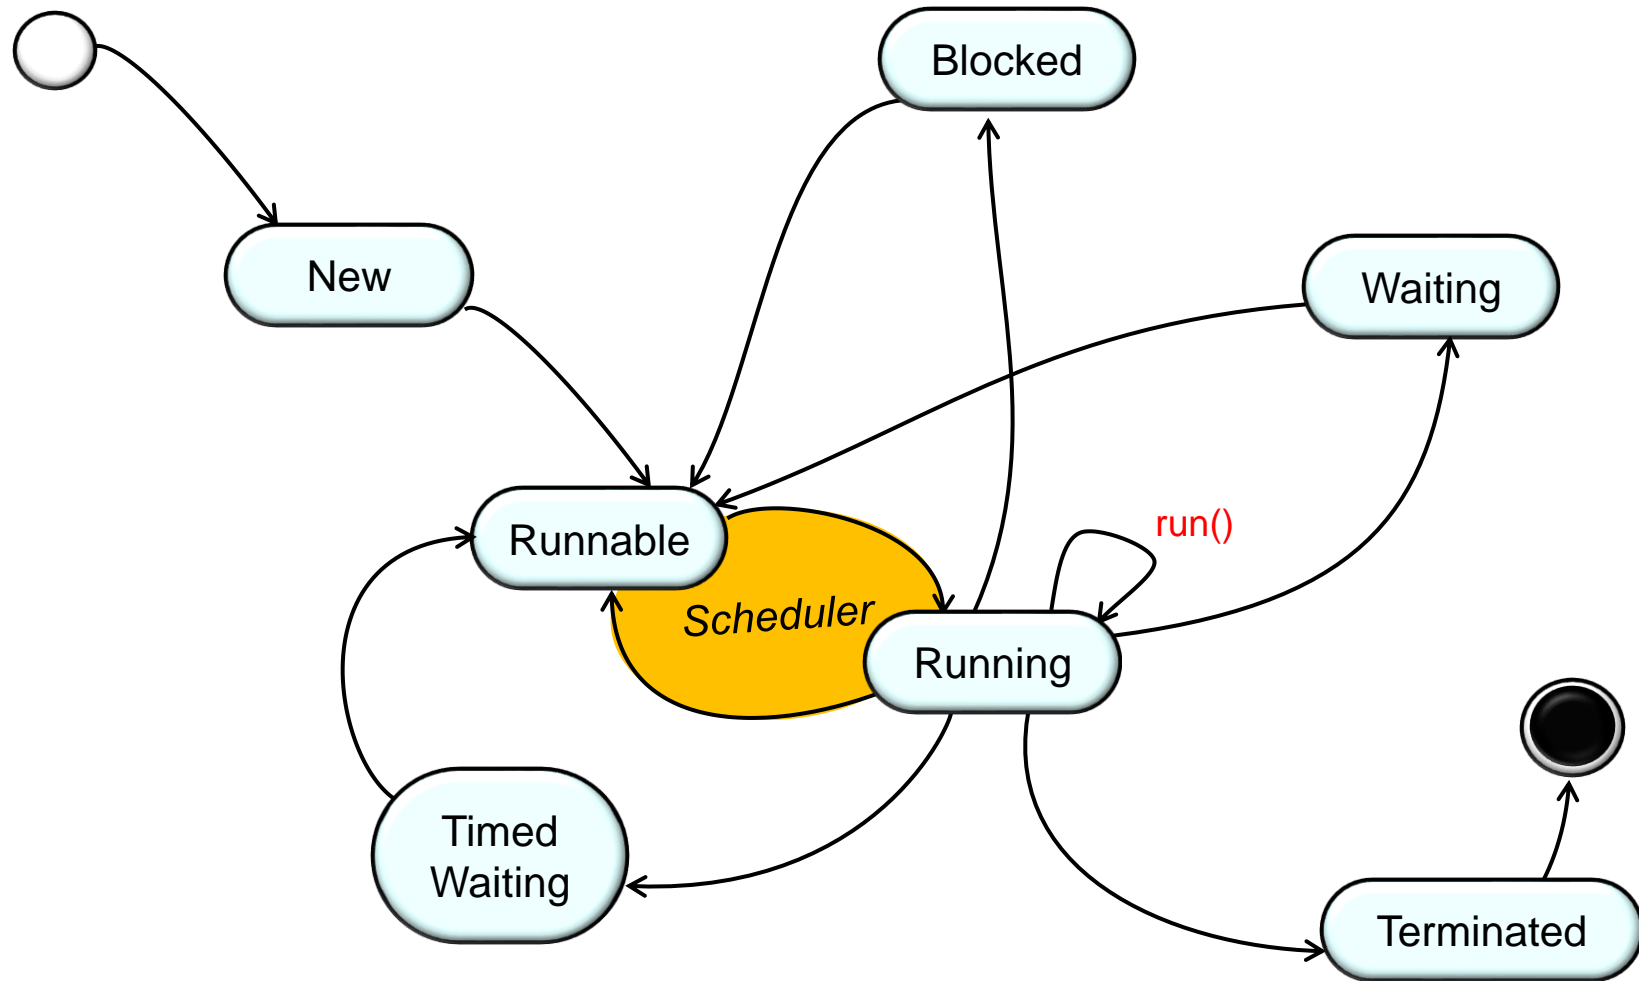 Blocked
New
Waiting
Runnable
run()
Scheduler
Running
Timed
Waiting
Terminated